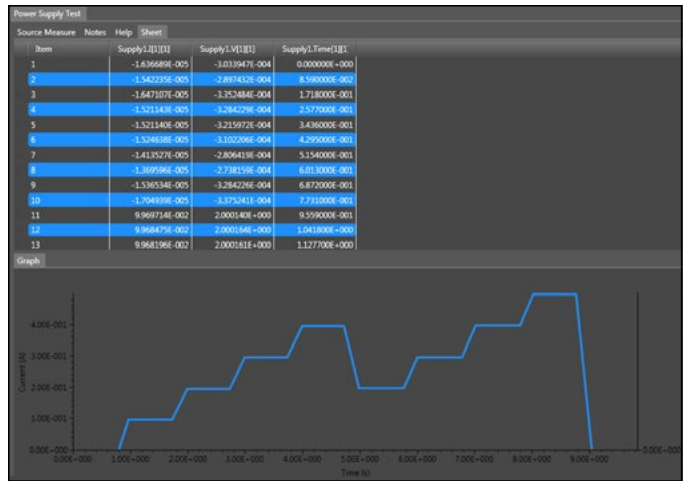 Power Supply Test
Source Measure Notes Help Sheet
Item Supply1.I[1][1] Supply1.V[1][1] Supply1.Time[1][1
1 -1.636689E-005 -3.033947E-004 0.000000E+000
2 -1.542235E-005 -2.897432E-004 8.590000E-002
3 -1.647107E-005 -3.352484E-004 1.718000E-001
4 -1.521143E-005 -3.284229E-004 2.577000E-001
5 -1.521140E-005 -3.215972E-004 3.436000E-001
6 -1.524638E-005 -3.102206E-004 4.295000E-001
7 -1.413527E-005 -2.806419E-004 5.154000E-001
8 -1.369596E-005 -2.738159E-004 6.013000E-001
9 -1.536534E-005 -3.284226E-004 6.872000E-001
10 -1.704939E-005 -3.375241E-004 7.731000E-001
11 9.969714E-002 2.000140E+000 9.559000E-001
12 9.968475E-002 2.000164E+000 1.041800E+000
13 9.968196E-002 2.000161E+000 1.127700E+000
Graph
4.00E-001
3.00E-001
2.00E-001
1.00E-001
0.00E+000
Current (A)
0.00E+000 1.00E+000 2.00E+000 3.00E+000 4.00E+000 5.00E+000 6.00E+000 7.00E+000 8.00E+000 9.00E+000
0.00E+000
Time (s)